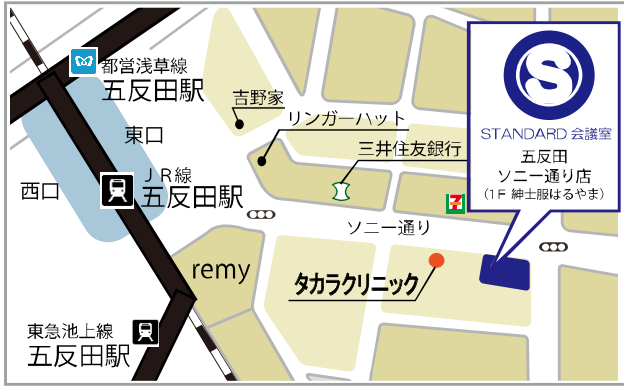 都営浅草線
五反田駅
東口
西口
JR線
五反田駅
東急池上線
五反田駅
吉野家
リンガーハット
三井住友銀行
7
ソニー通り
remy
タカラクリニック
S
STANDARD 会議室
五反田
ソニー通り店
(1F 紳士服はるやま)